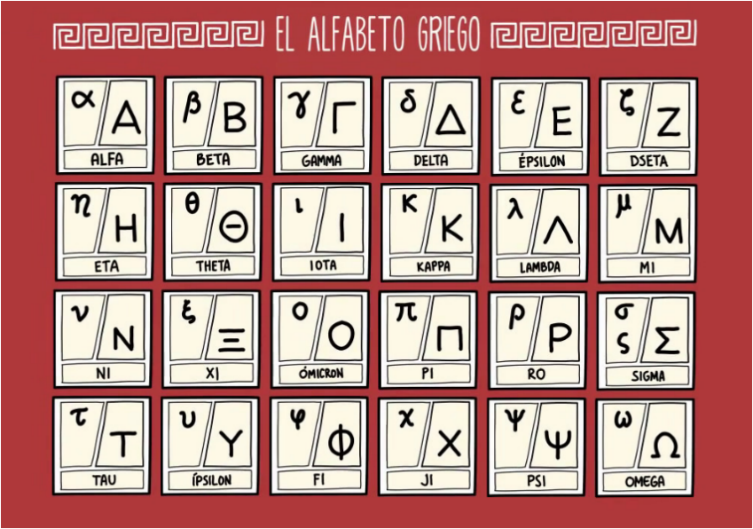 EL ALFABETO GRIEGO
α Α β Β γ Γ δ Δ ε Ε ζ Ζ
ALFA BETA GAMMA DELTA ÉPSILON DSETA
η Η θ Θ ι Ι κ Κ λ Λ μ Μ
ETA THETA IOTA KAPPA LAMBDA MI
ν Ν ξ Ξ ο Ο π Π ρ Ρ σ ς Σ
NI XI ÓMICRON PI RO SIGMA
τ Τ υ Υ φ Φ χ Χ ψ Ψ ω Ω
TAU ÍPSILON FI JI PSI OMEGA